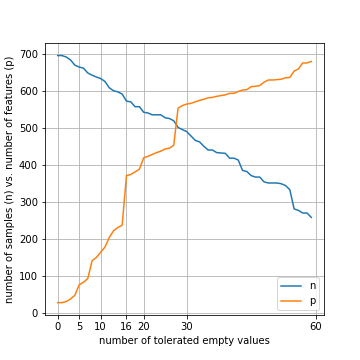 number of samples (n) vs. number of features (p)
700
600
500
400
300
200
100
0
0 5 10 16 20 30 60
number of tolerated empty values
n
p